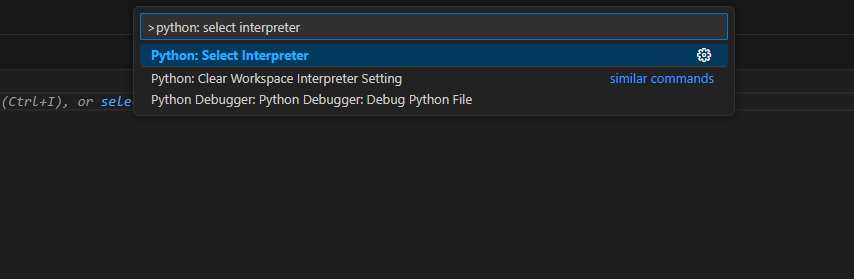 >python: select interpreter
Python: Select Interpreter
Python: Clear Workspace Interpreter Setting similar commands
(Ctrl+I), or
Python Debugger: Python Debugger: Debug Python File